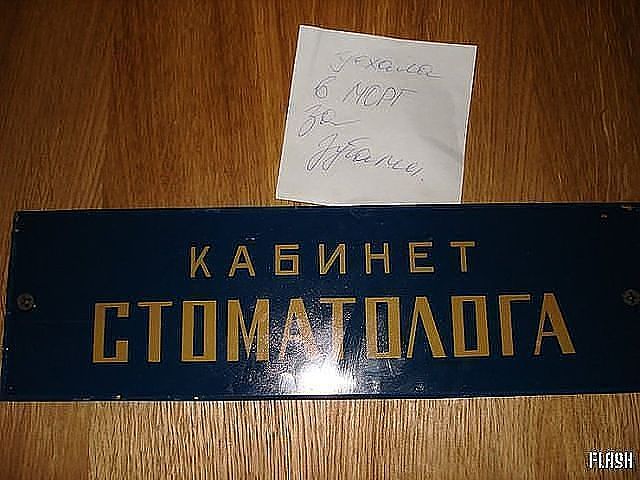 уехала
в МОРГ
за
зубами.
КАБИНЕТ
СТОМАТОЛОГА
FLASH